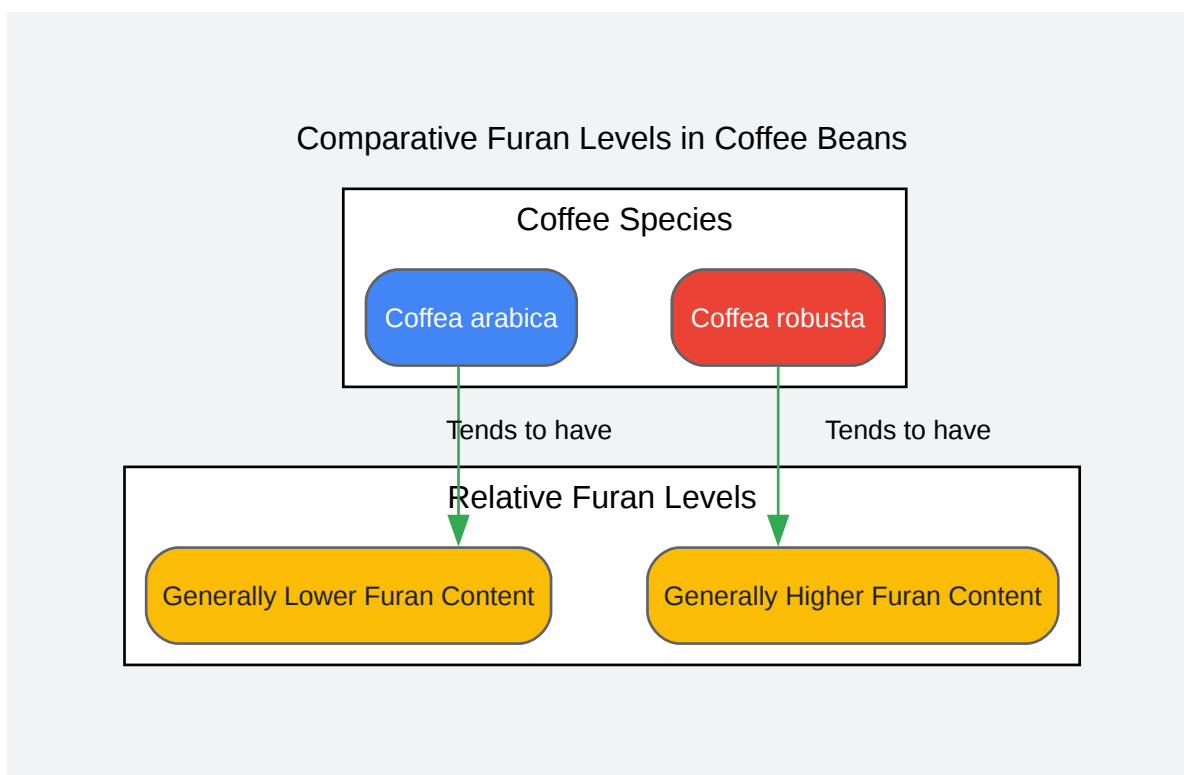 Comparative Furan Levels in Coffee Beans
Coffee Species
Coffea arabica
Coffea robusta
Tends to have
Tends to have
Relative Furan Levels
Generally Lower Furan Content
Generally Higher Furan Content